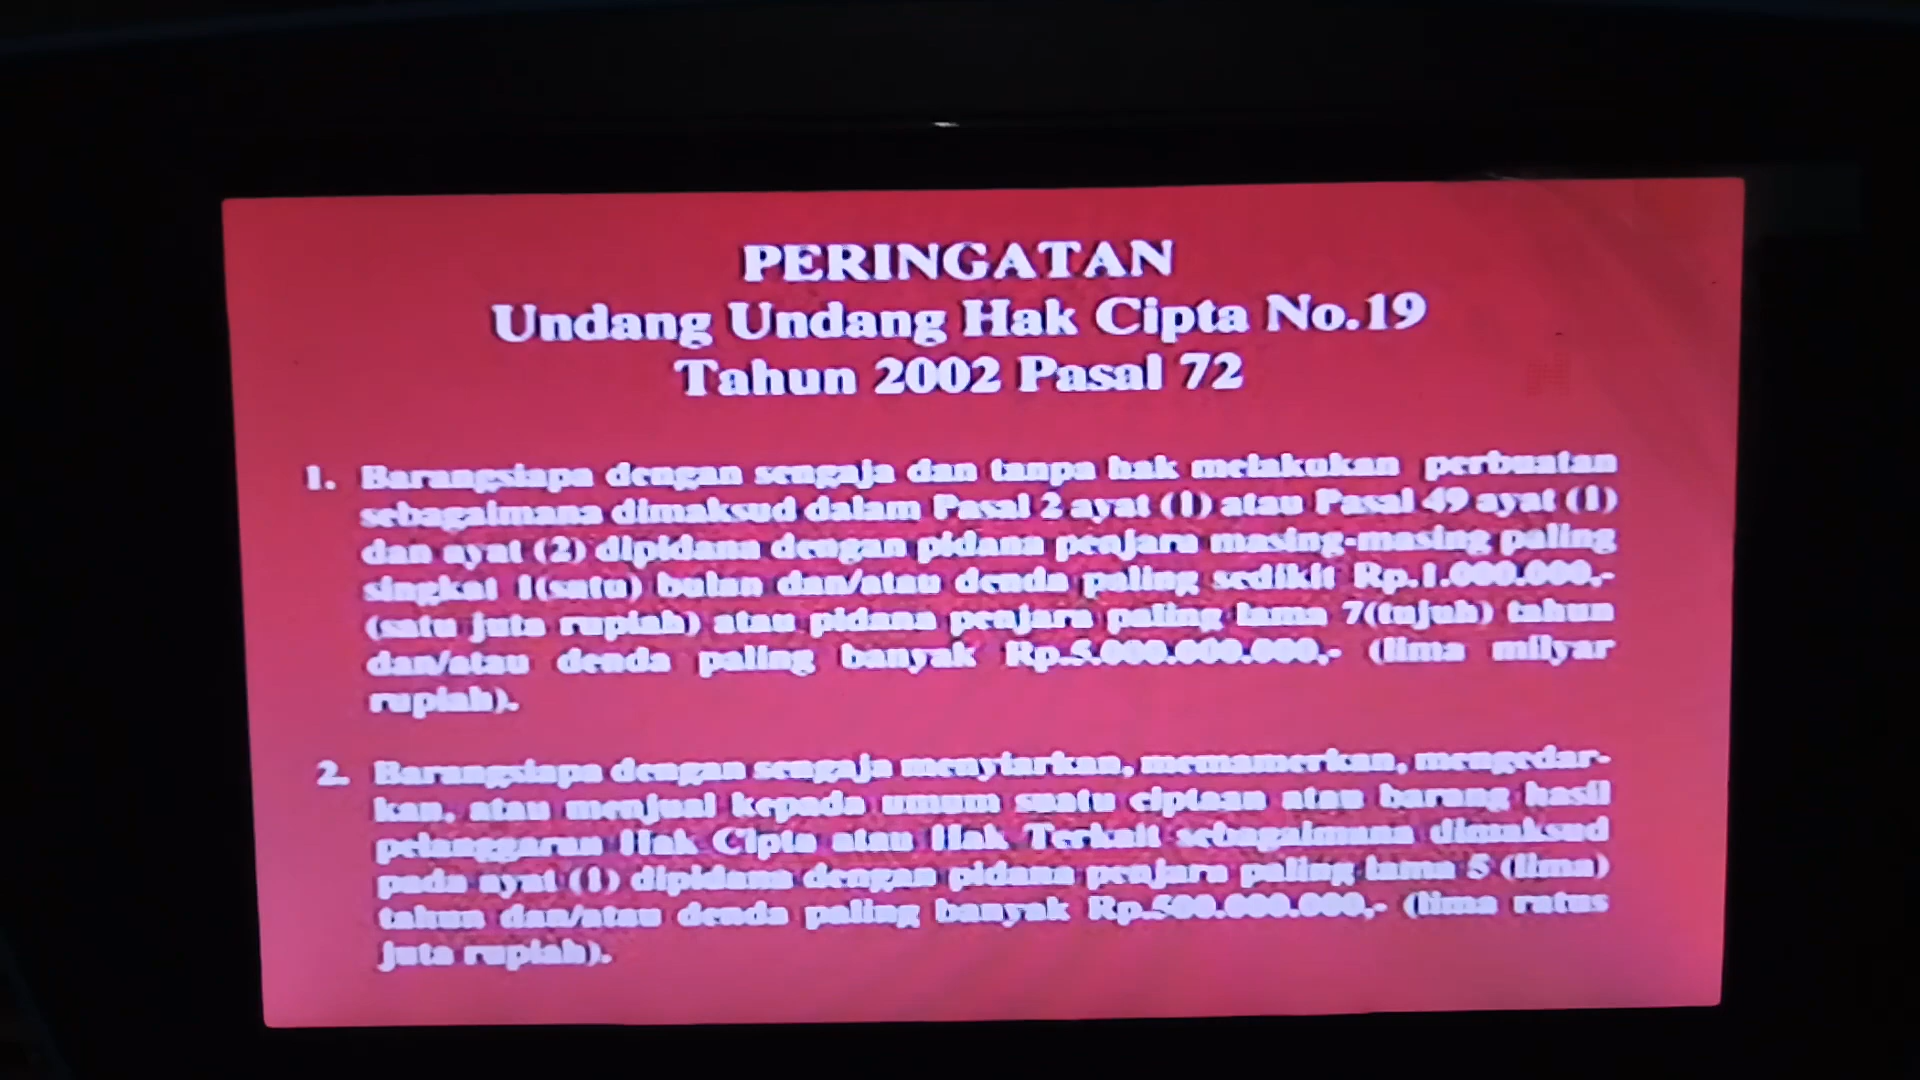 PERINGATAN
Undang Undang Hak Cipta No.19
Tahun 2002 Pasal 72
1. Barangsiapa dengan sengaja dan tanpa hak melakukan perbuatan
sebagaimana dimaksud dalam Pasal 2 ayat (1) atau Pasal 49 ayat (1)
dan ayat (2) dipidana dengan pidana penjara masing-masing paling
singkat 1(satu) bulan dan/atau denda paling sedikit Rp.1.000.000,-
(satu juta rupiah) atau pidana penjara paling lama 7(tujuh) tahun
dan/atau denda paling banyak Rp.5.000.000.000,- (lima milyar
rupiah).
2. Barangsiapa dengan sengaja menyiarkan, memamerkan, mengedar-
kan, atau menjual kepada umum suatu ciptaan atau barang hasil
pelanggaran Hak Cipta atau Hak Terkait sebagaimana dimaksud
pada ayat (1) dipidana dengan pidana penjara paling lama 5 (lima)
tahun dan/atau denda paling banyak Rp.500.000.000,- (lima ratus
juta rupiah).